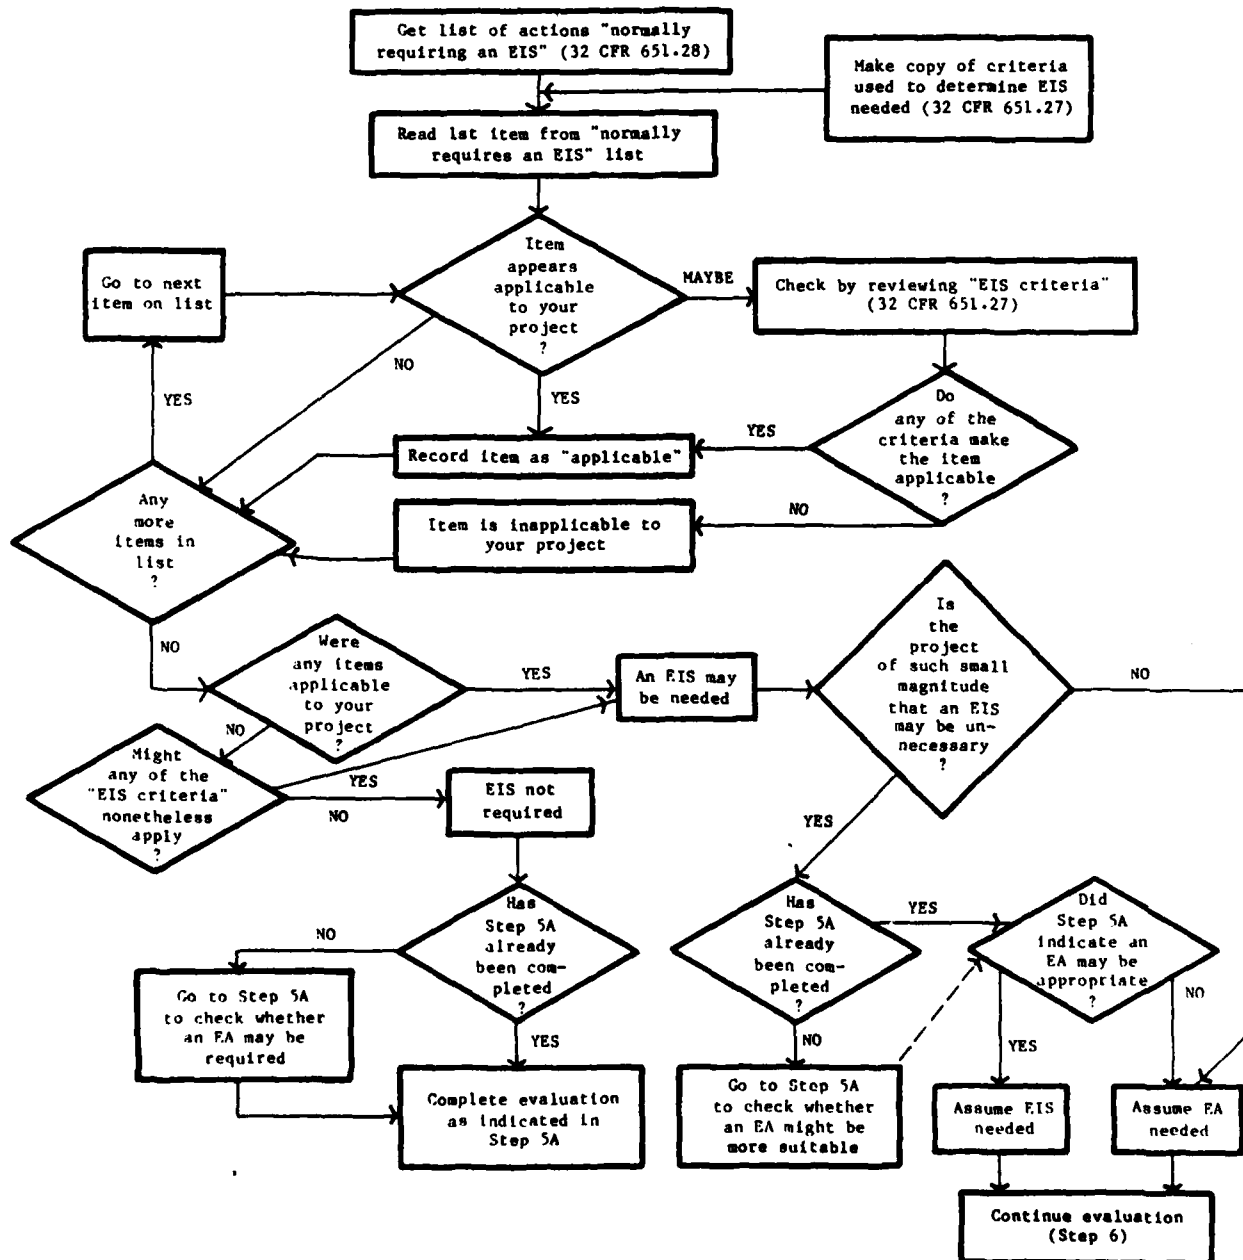 Get list of actions "normally
requiring an EIS" (32 CFR 651.28)
Make copy of criteria
used to determine EIS
needed (32 CFR 651.27)
Read 1st item from "normally
requires an EIS" list
Go to next
item on list
Item
appears
applicable
to your
project
?
MAYBE
Check by reviewing "EIS criteria"
(32 CFR 651.27)
NO
YES
YES
Do
any of the
criteria make
the item
applicable
?
YES
Record item as "applicable"
NO
Any
more
items in
list
?
Item is inapplicable to
your project
NO
Were
any items
applicable
to your
project
?
YES
An EIS may
be needed
Is
the
project
of such small
magnitude
that an EIS
may be un-
necessary
?
NO
NO
Might
any of the
"EIS criteria"
nonetheless
apply
?
YES
NO
EIS not
required
YES
Has
Step 5A
already
been com-
pleted
?
NO
YES
Go to Step 5A
to check whether
an EA may be
required
Complete evaluation
as indicated in
Step 5A
Has
Step 5A
already
been com-
pleted
?
YES
NO
Did
Step 5A
indicate an
EA may be
appropriate
?
YES
NO
Go to Step 5A
to check whether
an EA might be
more suitable
Assume EIS
needed
Assume EA
needed
Continue evaluation
(Step 6)